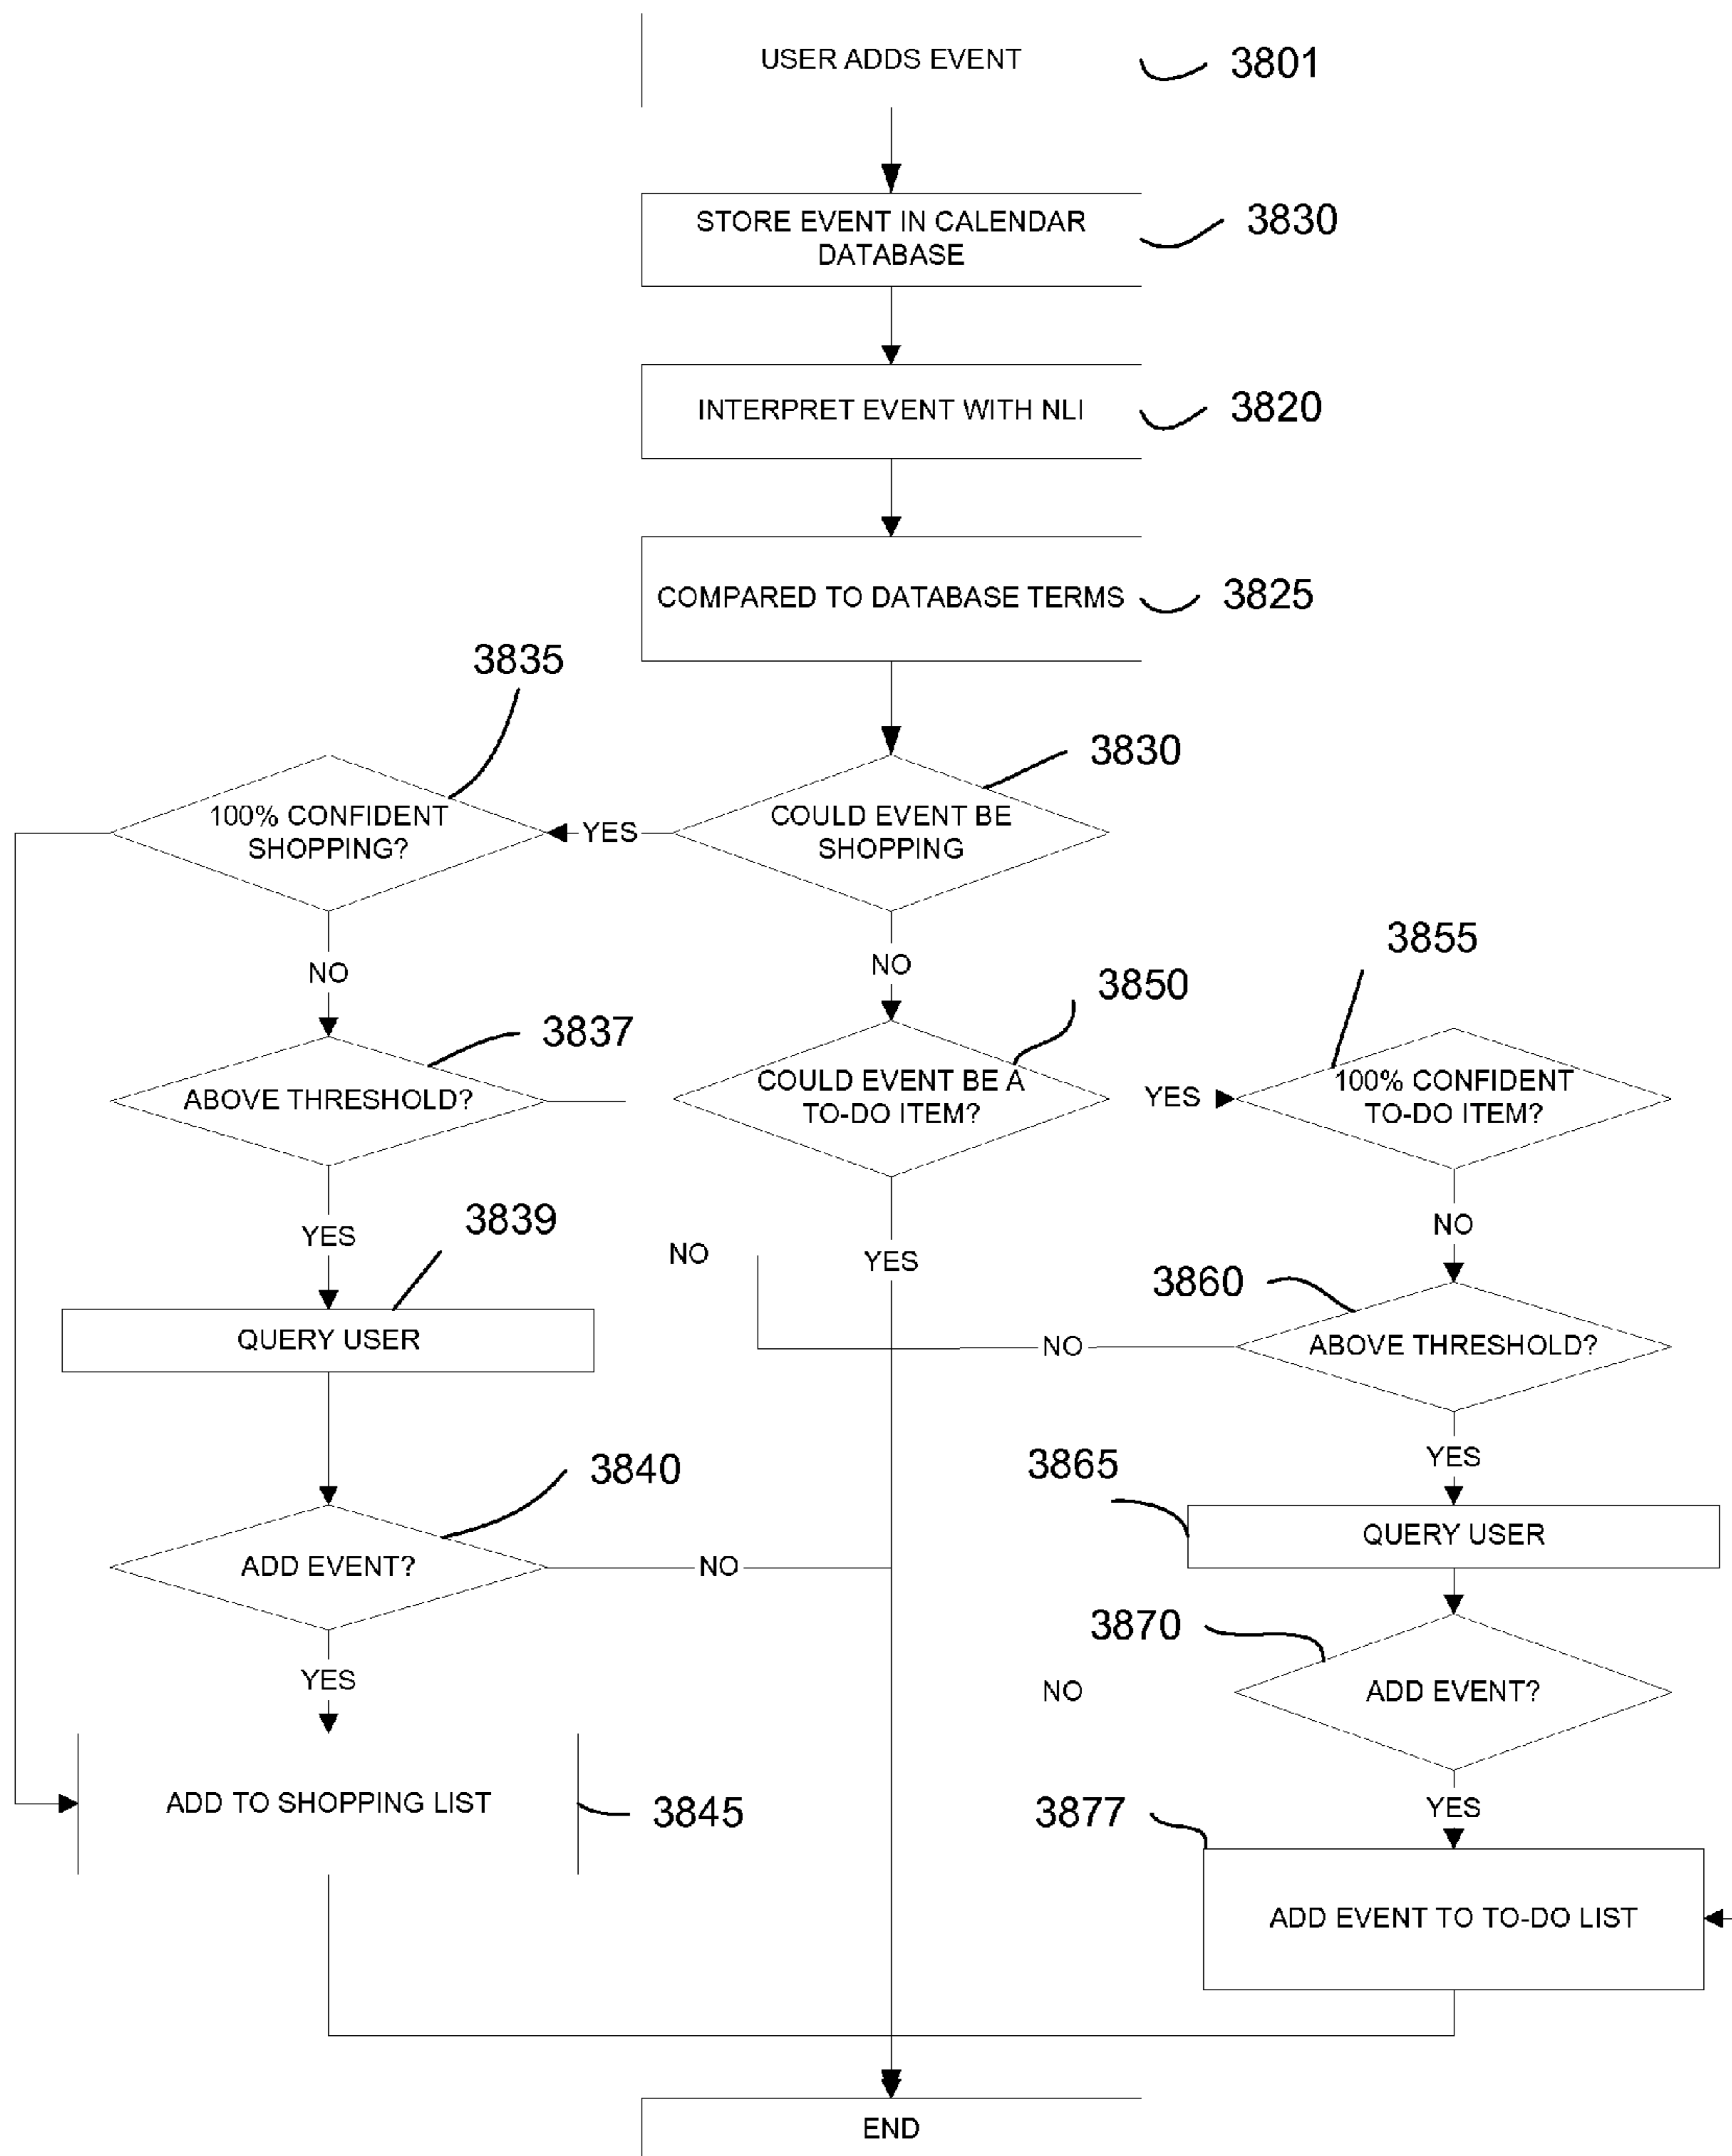 USER ADDS EVENT
3801
STORE EVENT IN CALENDAR
DATABASE
3830
INTERPRET EVENT WITH NLI
3820
COMPARED TO DATABASE TERMS
3825
3835
3830
100% CONFIDENT
SHOPPING?
YES
COULD EVENT BE
SHOPPING
NO
NO
3855
3850
3837
ABOVE THRESHOLD?
COULD EVENT BE A
TO-DO ITEM?
YES
100% CONFIDENT
TO-DO ITEM?
YES
3839
NO
YES
NO
3860
QUERY USER
NO
ABOVE THRESHOLD?
3840
YES
3865
ADD EVENT?
NO
QUERY USER
3870
YES
NO
ADD EVENT?
ADD TO SHOPPING LIST
3845
YES
3877
ADD EVENT TO TO-DO LIST
END